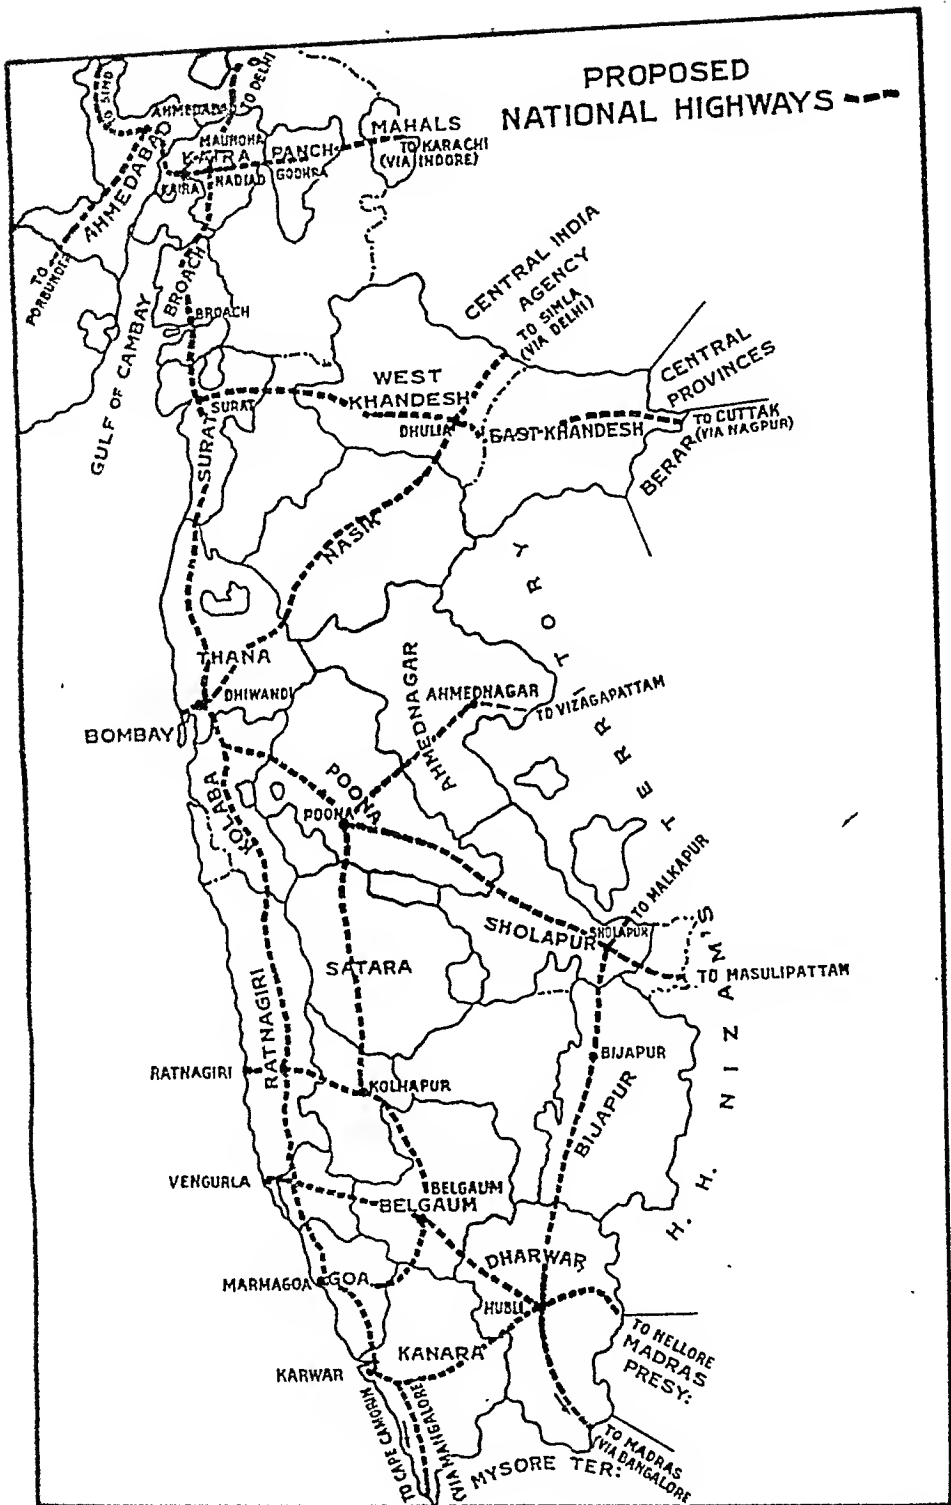 PROPOSED
NATIONAL HIGHWAYS
TO SIND
TO DELHI
AHMEDABAD
AHMEDABAD
MAHALS
TO KARACHI
(VIA INDORE)
PANCH
KAIRA
KAIRA
NADIAD
GODHRA
TO
BROACH
BROACH
GULF OF CAMBAY
CENTRAL INDIA
AGENCY
TO SIMLA
(VIA DELHI)
CENTRAL
PROVINCES
WEST
KHANDESH
SURAT
SURAT
DHULIA
EAST-KHANDESH
TO CUTTAK
(VIA NAGPUR)
BERAR
NASIK
THANA
DHIWANDI
BOMBAY
AHMEDNAGAR
AHMEDNAGAR
TO VIZAGAPATTAM
KOLABA
POONA
POONA
TO MALKAPUR
SHOLAPUR
SHOLAPUR
TO MASULIPATTAM
SATARA
RATNAGIRI
RATNAGIRI
KOLHAPUR
BIJAPUR
BIJAPUR
H. H. NIZAM'S
TERRITORY
VENGURLA
BELGAUM
BELGAUM
DHARWAR
MARMAGOA
GOA
HUBLI
TO NELLORE
MADRAS
PRESY:
KARWAR
KANARA
TO CAPE CAMORIN
(VIA MANGALORE)
MYSORE TER:
TO MADRAS
(VIA BANGALORE